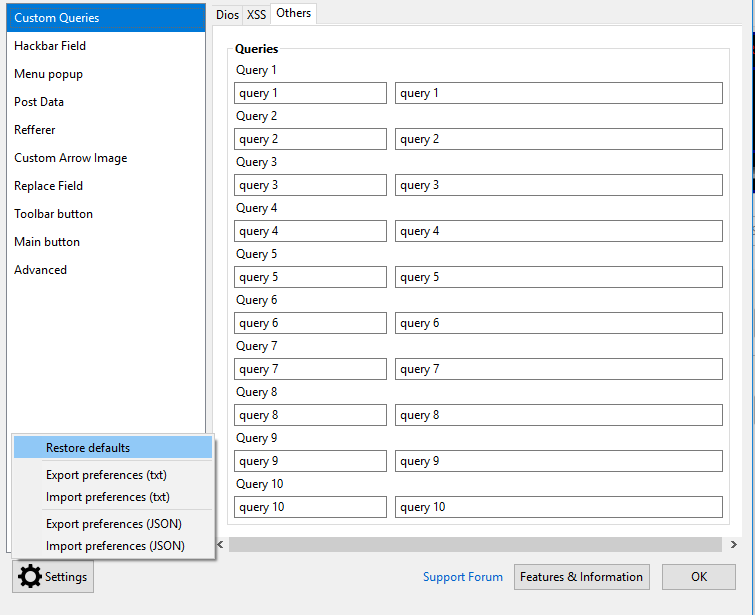 Custom Queries
Hackbar Field
Menu popup
Post Data
Refferer
Custom Arrow Image
Replace Field
Toolbar button
Main button
Advanced
Restore defaults
Export preferences (txt)
Import preferences (txt)
Export preferences (JSON)
Import preferences (JSON)
Settings
Dios XSS Others
Queries
Query 1
query 1 query 1
Query 2
query 2 query 2
Query 3
query 3 query 3
Query 4
query 4 query 4
Query 5
query 5 query 5
Query 6
query 6 query 6
Query 7
query 7 query 7
Query 8
query 8 query 8
Query 9
query 9 query 9
Query 10
query 10 query 10
Support Forum Features & Information OK